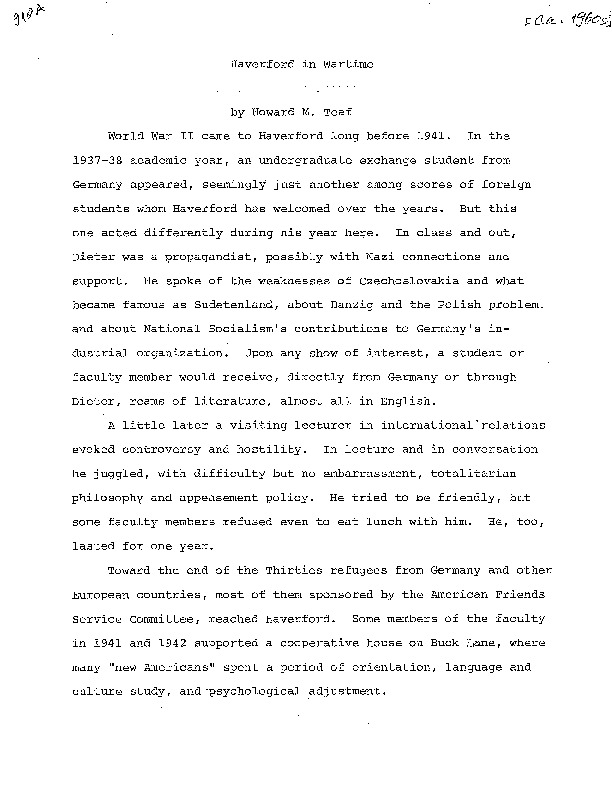 918A
[ca. 1960s]
Haverford in Wartime
by Howard M. Teaf
World War II came to Haverford long before 1941. In the
1937-38 academic year, an undergraduate exchange student from
Germany appeared, seemingly just another among scores of foreign
students whom Haverford has welcomed over the years. But this
one acted differently during his year here. In class and out,
Dieter was a propagandist, possibly with Nazi connections and
support. He spoke of the weaknesses of Czechoslovakia and what
became famous as Sudetenland, about Danzig and the Polish problem,
and about National Socialism's contributions to Germany's in-
dustrial organization. Upon any show of interest, a student or
faculty member would receive, directly from Germany or through
Dieter, reams of literature, almost all in English.
A little later a visiting lecturer in international relations
evoked controversy and hostility. In lecture and in conversation
he juggled, with difficulty but no embarrassment, totalitarian
philosophy and appeasement policy. He tried to be friendly, but
some faculty members refused even to eat lunch with him. He, too,
lasted for one year.
Toward the end of the Thirties refugees from Germany and other
European countries, most of them sponsored by the American Friends
Service Committee, reached Haverford. Some members of the faculty
in 1941 and 1942 supported a cooperative house on Buck Lane, where
many "new Americans" spent a period of orientation, language and
culture study, and psychological adjustment.